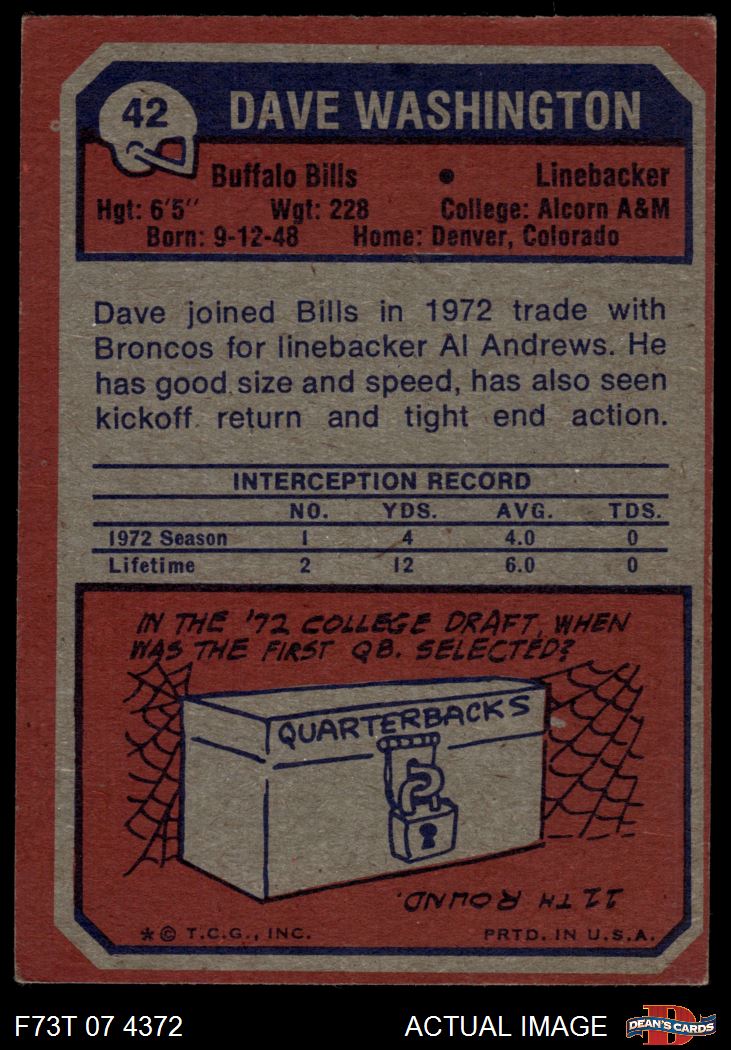 42
DAVE WASHINGTON
Buffalo Bills • Linebacker
Hgt: 6'5" Wgt: 228 College: Alcorn A&M
Born: 9-12-48 Home: Denver, Colorado
Dave joined Bills in 1972 trade with
Broncos for linebacker Al Andrews. He
has good size and speed, has also seen
kickoff return and tight end action.
INTERCEPTION RECORD
NO. YDS. AVG. TDS.
1972 Season 1 4 4.0 0
Lifetime 2 12 6.0 0
IN THE '72 COLLEGE DRAFT, WHEN
WAS THE FIRST QB. SELECTED?
QUARTERBACKS
11TH ROUND.
*© T.C.G., INC. PRTD. IN U.S.A.
F73T 07 4372 ACTUAL IMAGE
D
DEAN'S CARDS